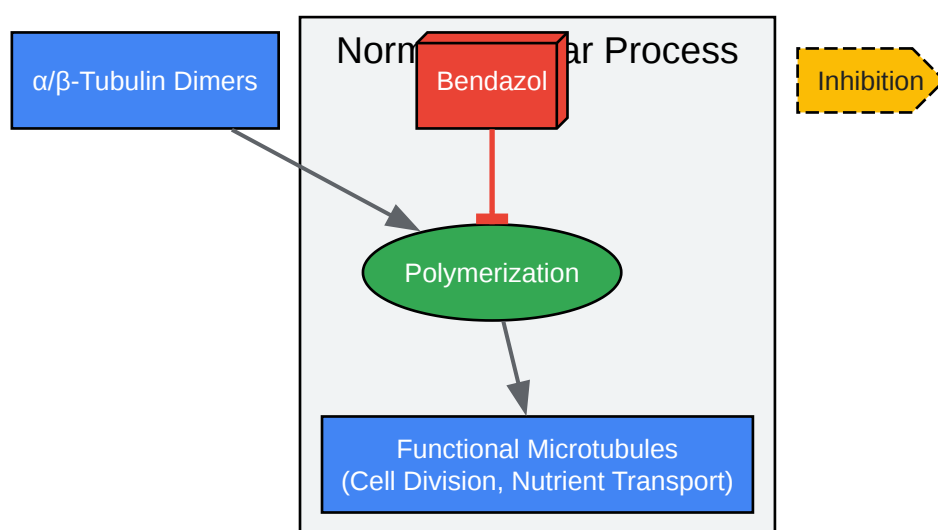 Norm ar Process
α/β-Tubulin Dimers
Bendazol
Inhibition
Polymerization
Functional Microtubules
(Cell Division, Nutrient Transport)